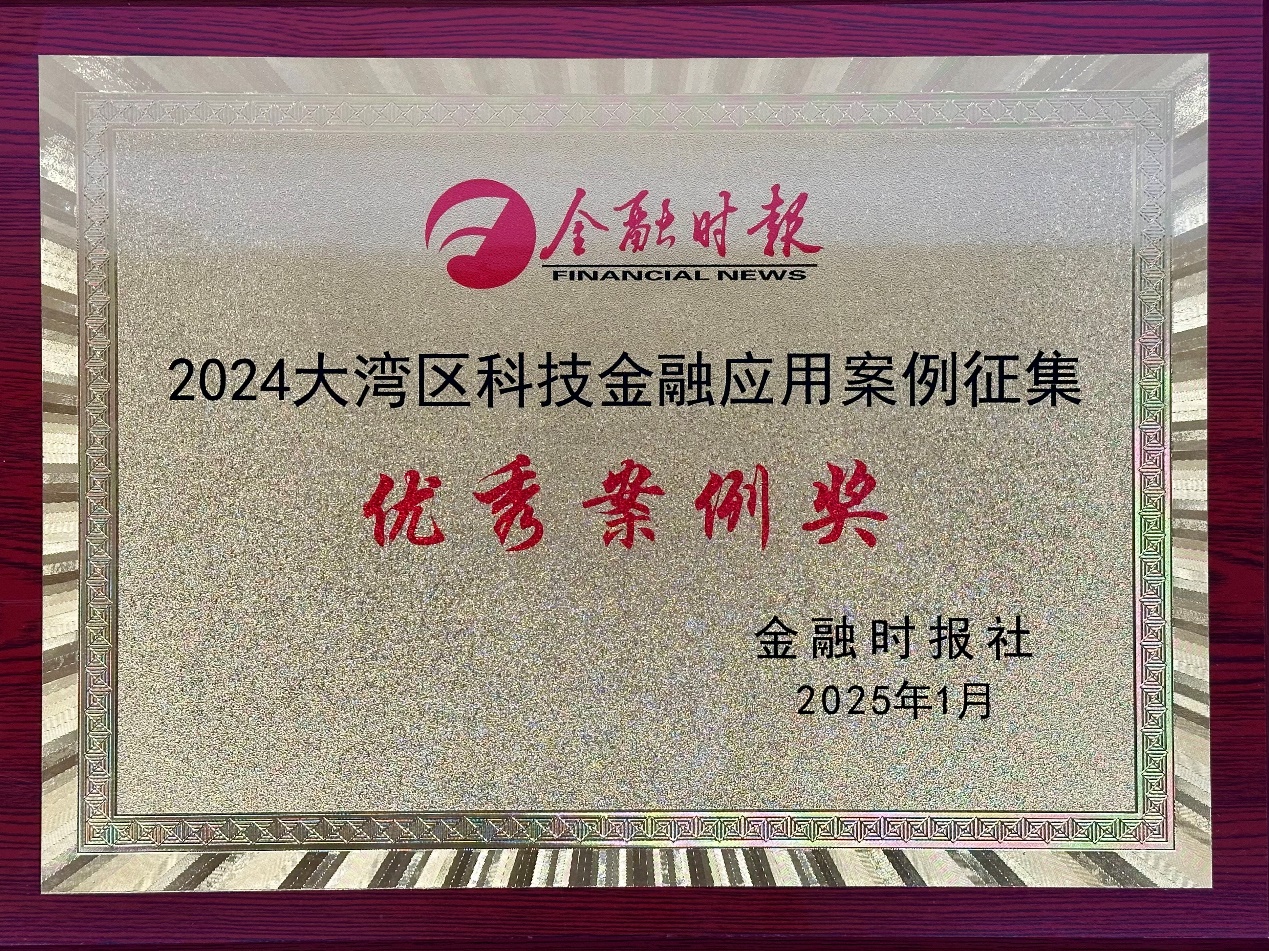 金融时报
FINANCIAL NEWS
2024大湾区科技金融应用案例征集
优秀案例奖
金融时报社
2025年1月